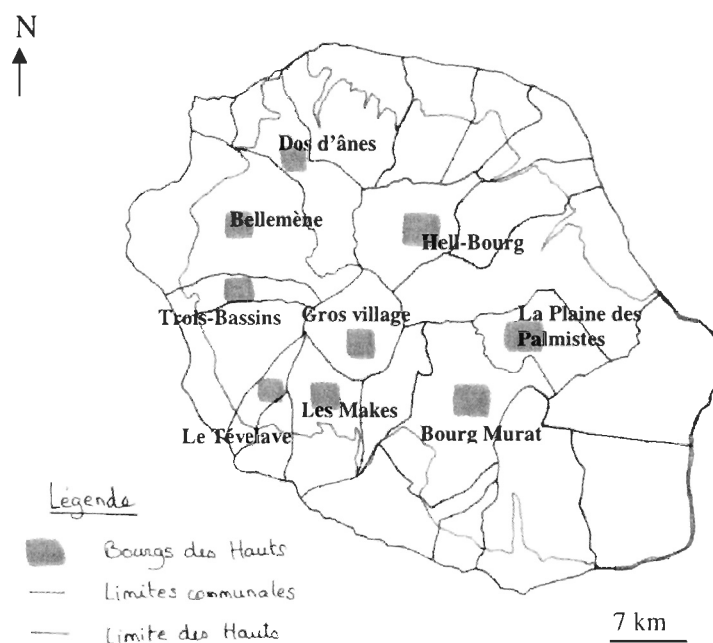 N
Dos d'ânes
Bellemène
Hell-Bourg
Trois-Bassins
Gros village
La Plaine des
Palmistes
Le Tévelave
Les Makes
Bourg Murat
Légende
Bourgs des Hauts
Limites communales
Limite des Hauts
7 km